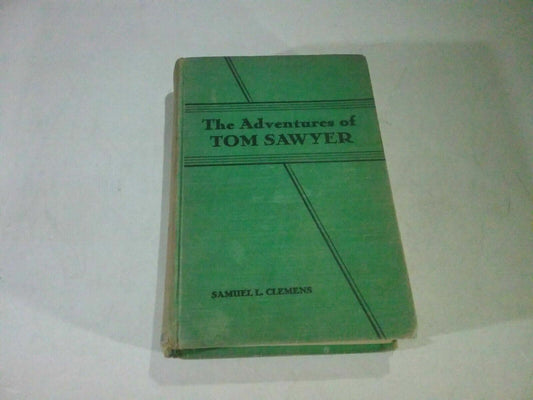 The Adventures of
TOM SAWYER
SAMUEL L. CLEMENS